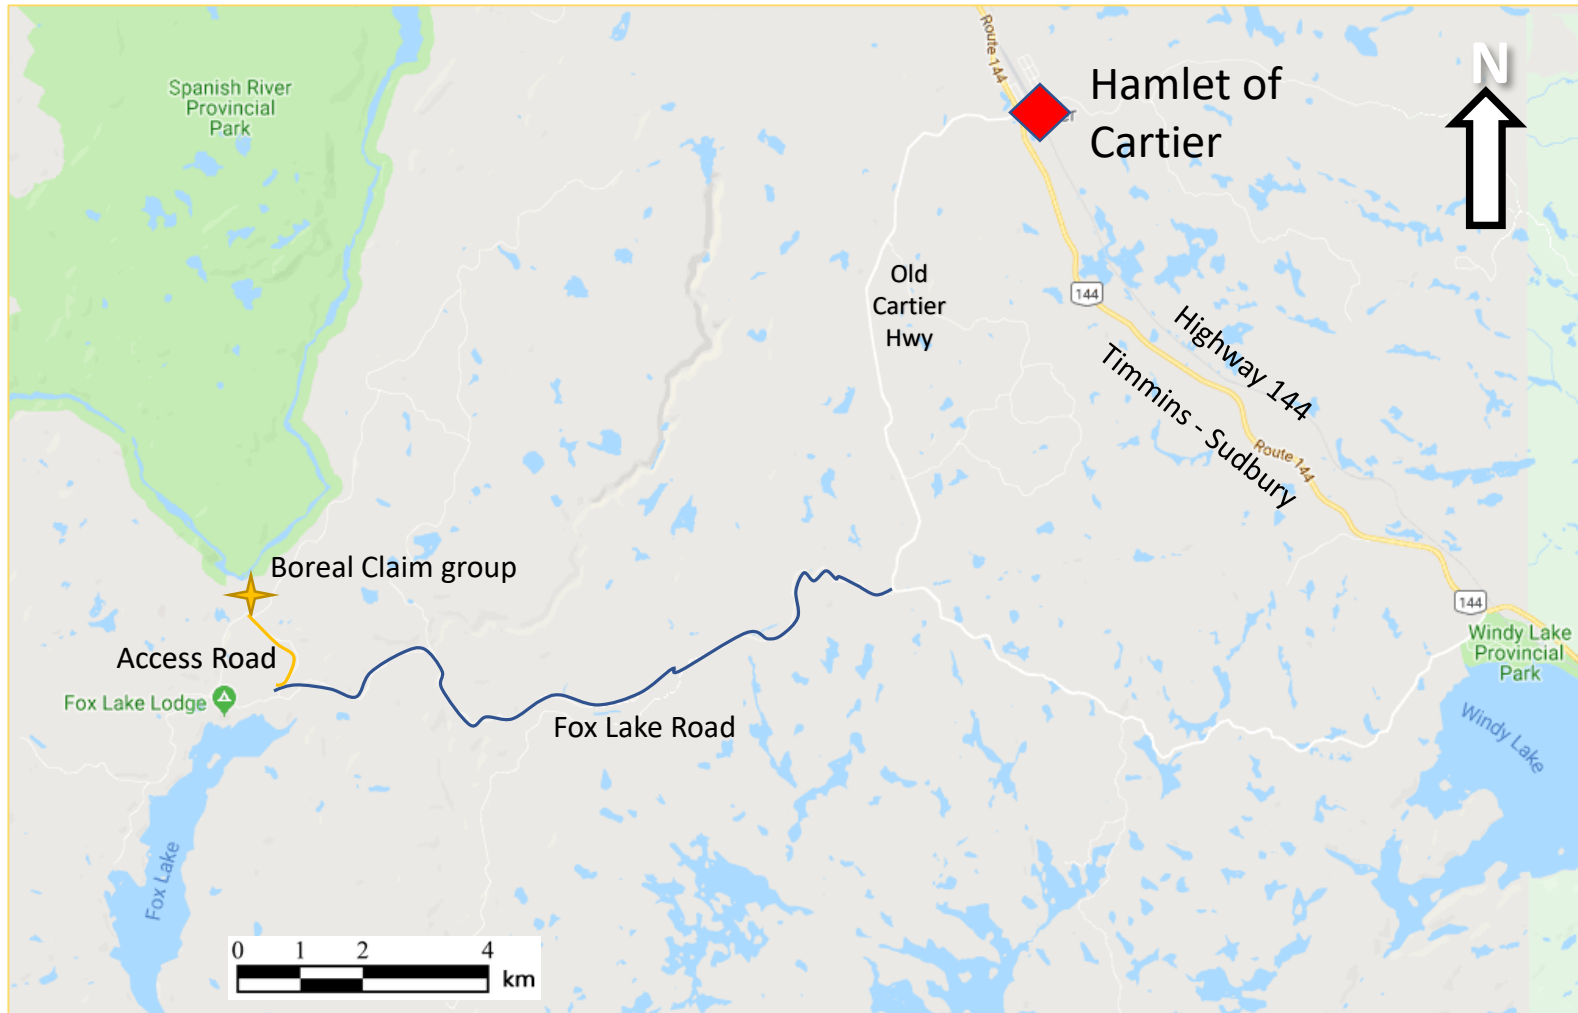 Route 144
N
Hamlet of
Cartier
Spanish River
Provincial
Park
Old
Cartier
Hwy
144
Highway 144
Timmins - Sudbury
Route 144
Boreal Claim group
144
Windy Lake
Provincial
Park
Access Road
Fox Lake Lodge
Fox Lake Road
Windy Lake
Fox Lake
0 1 2 4
km